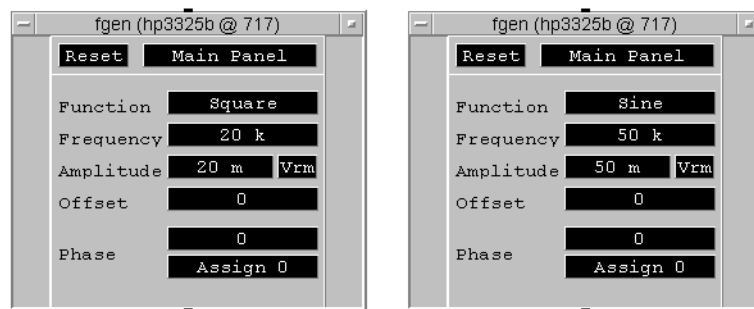 fgen (hp3325b @ 717)
Reset Main Panel
Function Square
Frequency 20 k
Amplitude 20 m Vrm
Offset 0
Phase 0
Assign 0
fgen (hp3325b @ 717)
Reset Main Panel
Function Sine
Frequency 50 k
Amplitude 50 m Vrm
Offset 0
Phase 0
Assign 0